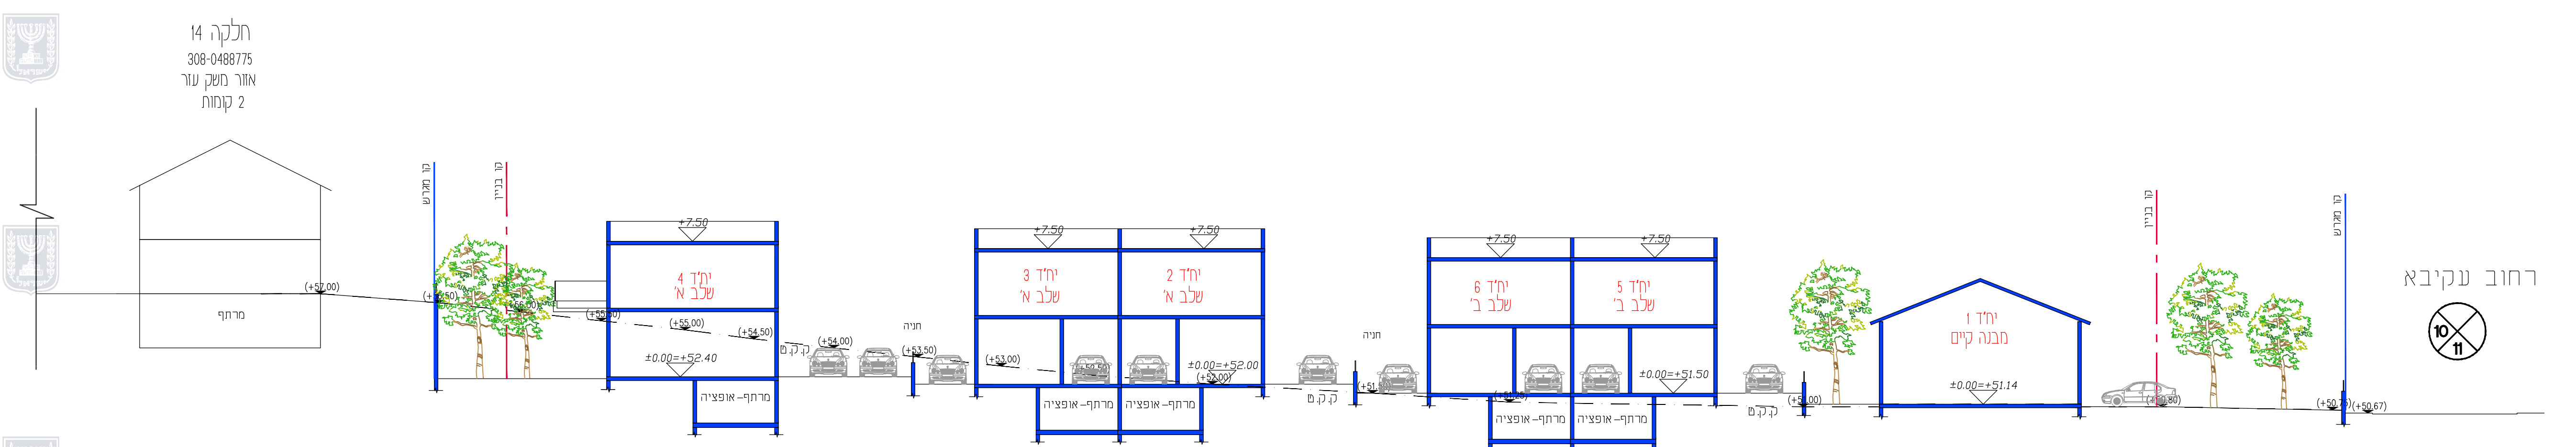 חלקה 14
308-0488775
אזור משק עזר
2 קומות
(+57.00)
מרתף
קו מגרש
קו בניין
(+55.00)
(+54.50)
+7.50
יח'ד 4
שלב א'
±0.00=+52.40
מרתף-אופציה
ק.ק.ט
(+54.00)
חניה
(+53.50)
(+53.00)
+7.50
+7.50
יח'ד 3
שלב א'
יח'ד 2
שלב א'
±0.00=+52.00
(+52.00)
מרתף-אופציה
מרתף-אופציה
ק.ק.ט
חניה
+7.50
+7.50
יח'ד 6
שלב ב'
יח'ד 5
שלב ב'
±0.00=+51.50
מרתף-אופציה
מרתף-אופציה
ק.ק.ט
יח'ד 1
מבנה קיים
±0.00=+51.14
קו בניין
(+50.80)
קו מגרש
(+50.67)
רחוב עקיבא
10
11